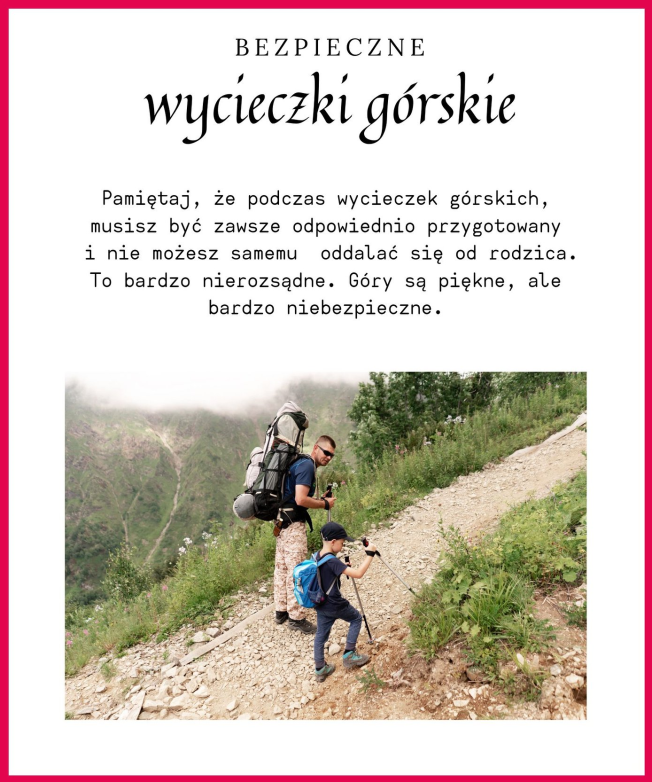 BEZPIECZNE
wycieczki górskie
Pamiętaj, że podczas wycieczek górskich,
musisz być zawsze odpowiednio przygotowany
i nie możesz samemu  oddalać się od rodzica.
To bardzo nierozsądne. Góry są piękne, ale
bardzo niebezpieczne.